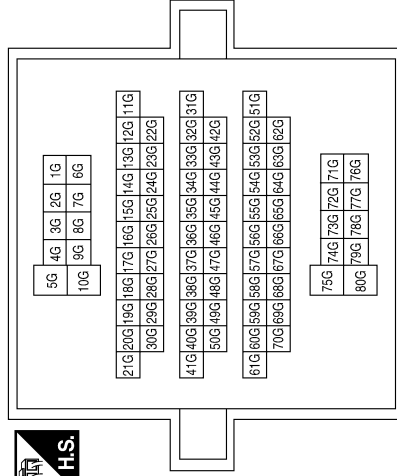 5G 4G 3G 2G 1G
10G 9G 8G 7G 6G
21G 20G 19G 18G 17G 16G 15G 14G 13G 12G 11G
30G 29G 28G 27G 26G 25G 24G 23G 22G
41G 40G 39G 38G 37G 36G 35G 34G 33G 32G 31G
50G 49G 48G 47G 46G 45G 44G 43G 42G
61G 60G 59G 58G 57G 56G 55G 54G 53G 52G 51G
70G 69G 68G 67G 66G 65G 64G 63G 62G
75G 74G 73G 72G 71G
80G 79G 78G 77G 76G
H.S.